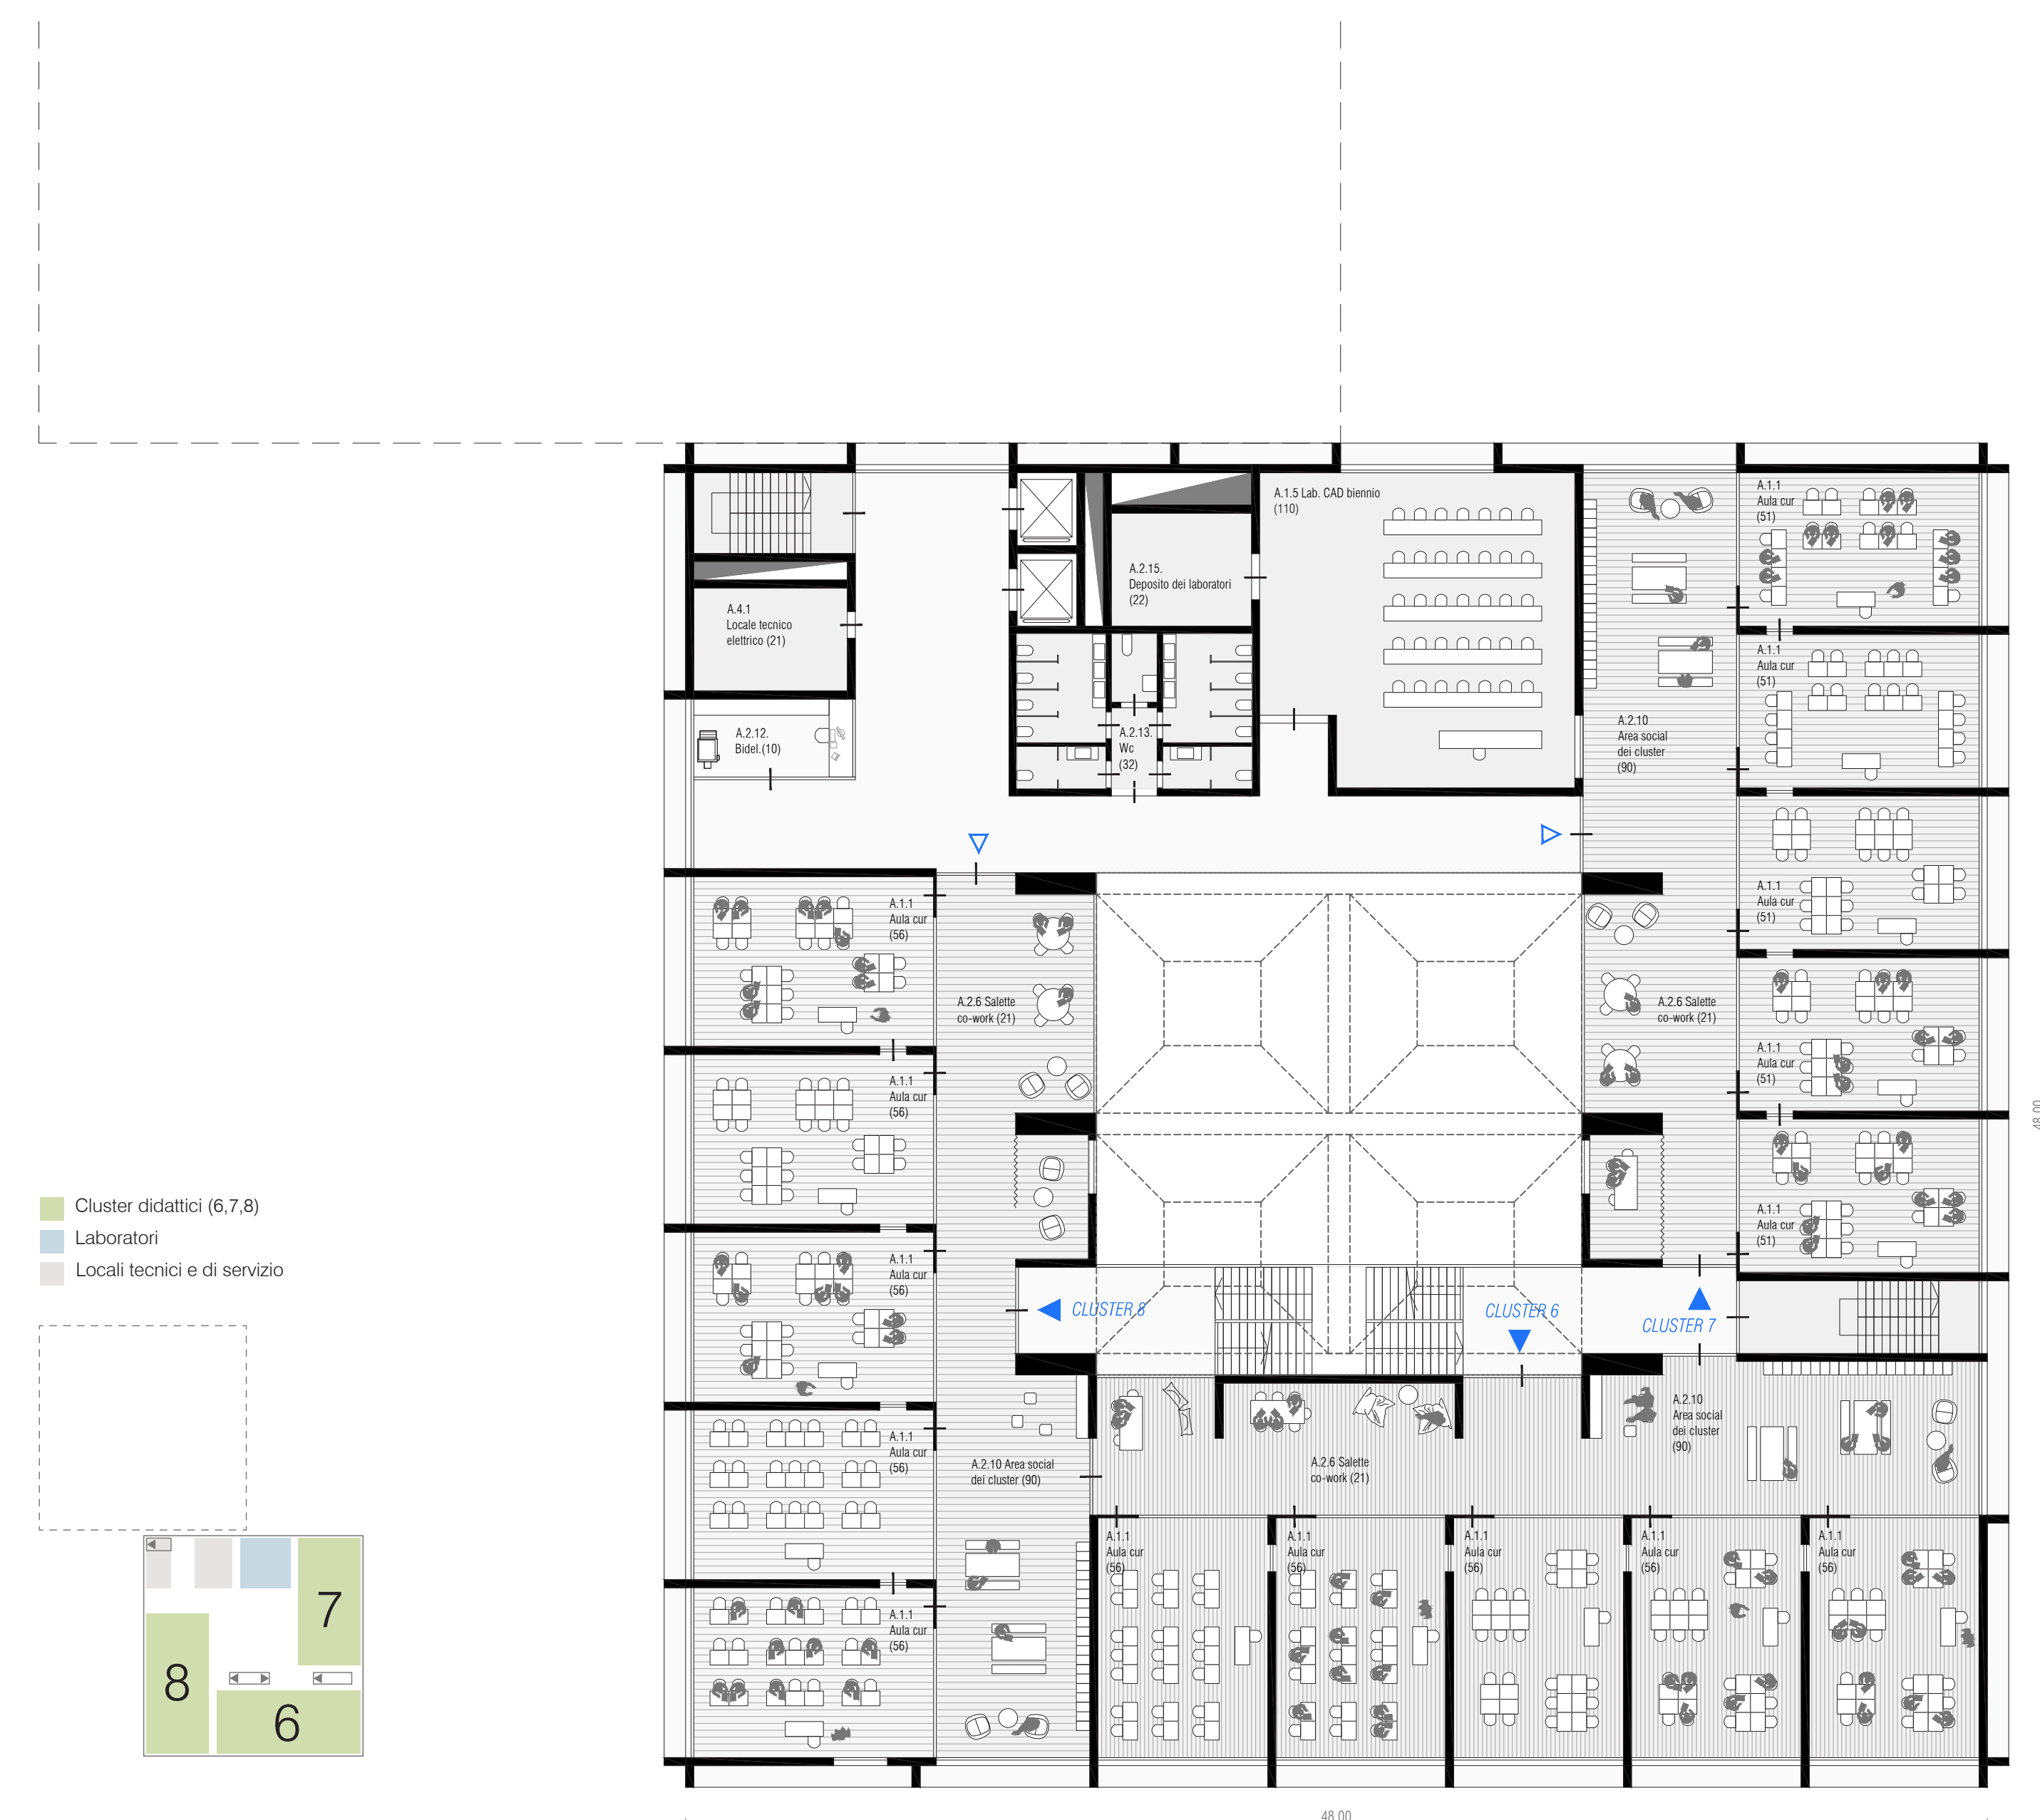 A.1.5 Lab. CAD biennio
(110)
A.1.1
Aula cur
(51)
A.2.15.
Deposito dei laboratori
(22)
A.4.1
Locale tecnico
elettrico (21)
A.1.1
Aula cur
(51)
A.2.12.
Bidel.(10)
A.2.13.
Wc
(32)
A.2.10
Area social
dei cluster
(90)
A.1.1
Aula cur
(51)
A.1.1
Aula cur
(56)
A.2.6 Salette
co-work (21)
A.2.6 Salette
co-work (21)
A.1.1
Aula cur
(51)
A.1.1
Aula cur
(56)
48.00
Cluster didattici (6,7,8)
Laboratori
Locali tecnici e di servizio
A.1.1
Aula cur
(51)
A.1.1
Aula cur
(56)
CLUSTER 8
CLUSTER 6
CLUSTER 7
A.1.1
Aula cur
(56)
A.2.10 Area social
dei cluster (90)
A.2.6 Salette
co-work (21)
A.2.10
Area social
dei cluster
(90)
A.1.1
Aula cur
(56)
A.1.1
Aula cur
(56)
A.1.1
Aula cur
(56)
A.1.1
Aula cur
(56)
A.1.1
Aula cur
(56)
A.1.1
Aula cur
(56)
7
8
6
48.00